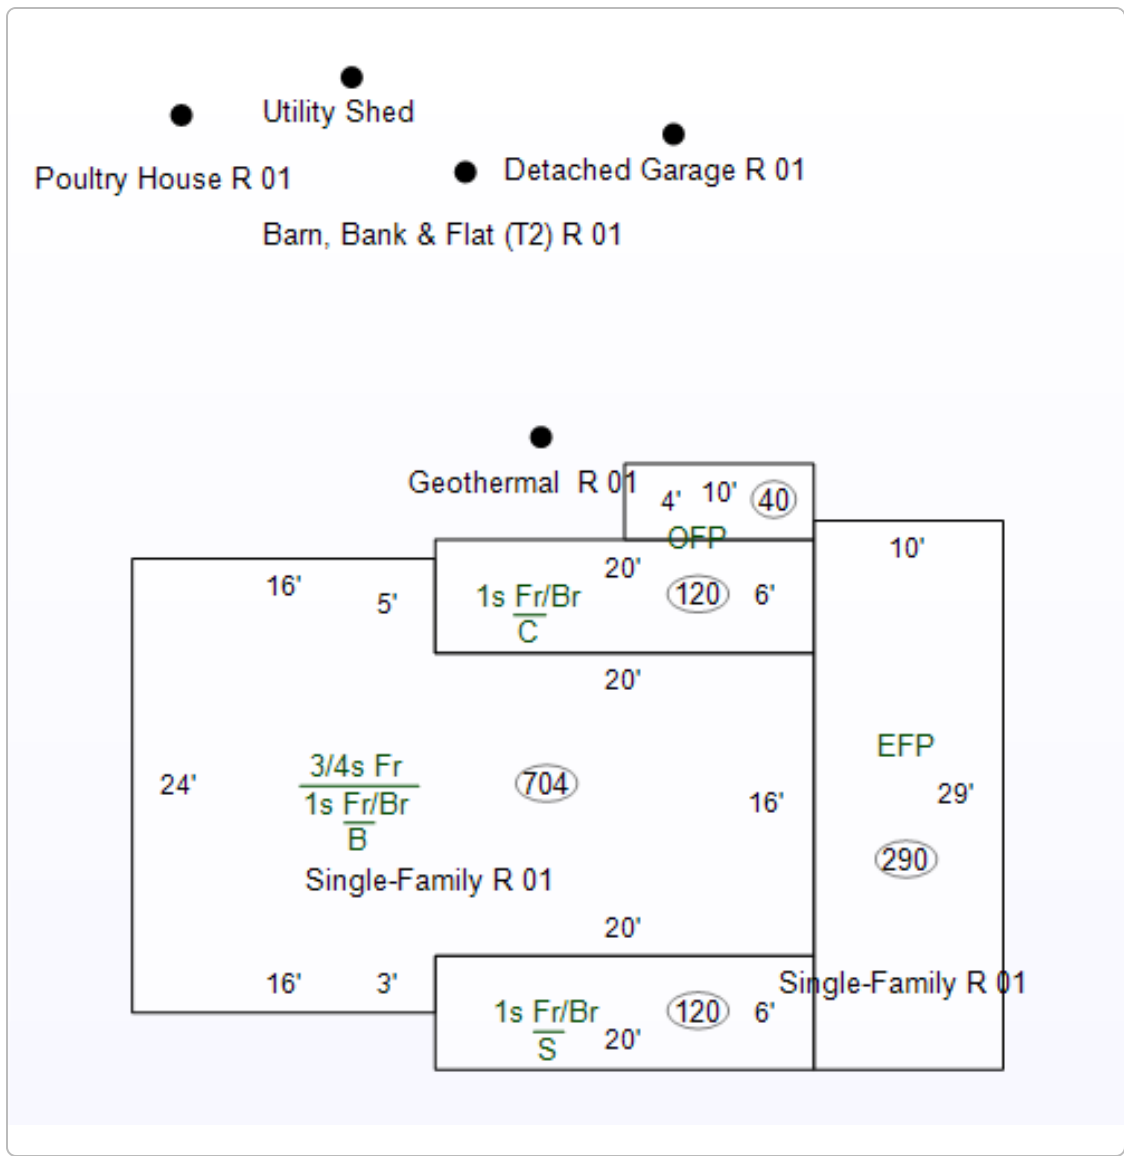 Utility Shed
Poultry House R 01
Detached Garage R 01
Barn, Bank & Flat (T2) R 01
Geothermal R 01
4' 10' 40
OFP
10'
16' 5'
20'
1s Fr/Br
C
120 6'
20'
24'
3/4s Fr
1s Fr/Br
B
704
16'
EFP
29'
290
Single-Family R 01
20'
16' 3'
Single-Family R 01
1s Fr/Br
S
20'
120 6'